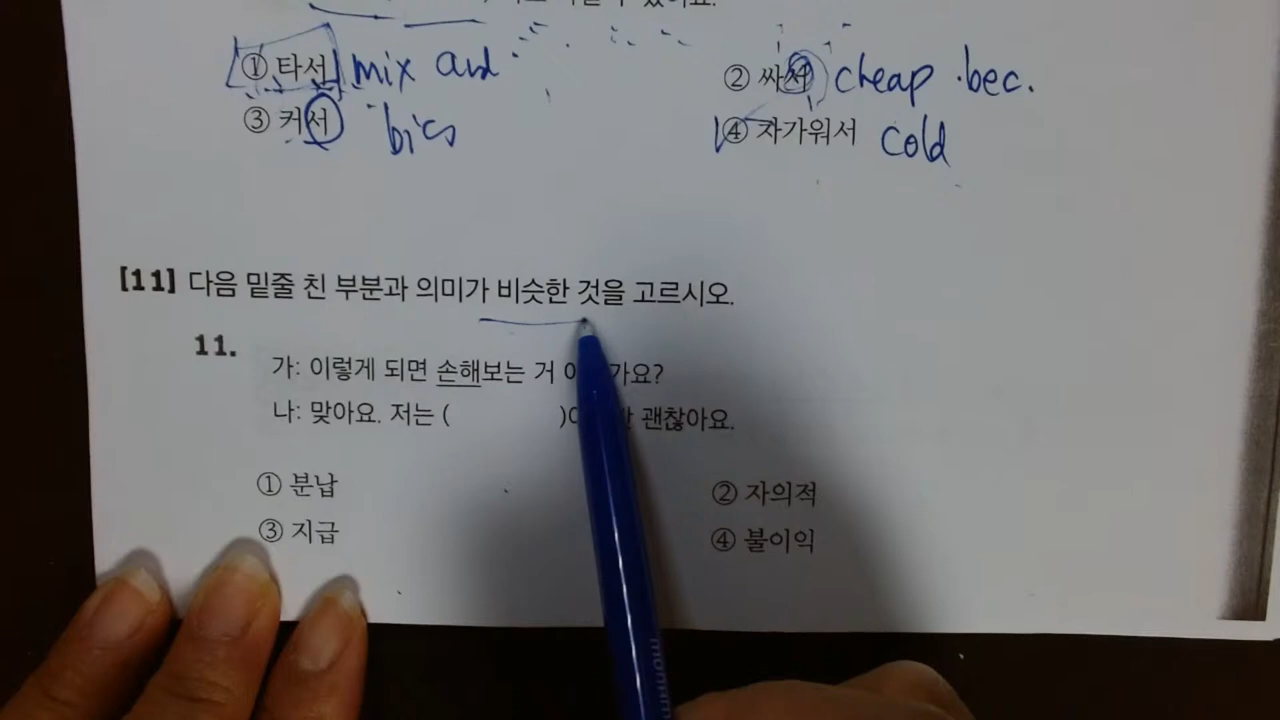 수 있어요.
① 타서 mix and
② 싸서 cheap bec.
③ 커서
④ 차가워서 cold
[11] 다음 밑줄 친 부분과 의미가 비슷한 것을 고르시오.
11.
가: 이렇게 되면 손해보는 거 가요?
나: 맞아요. 저는 ( ) 괜찮아요.
① 분납
② 자의적
③ 지급
④ 불이익